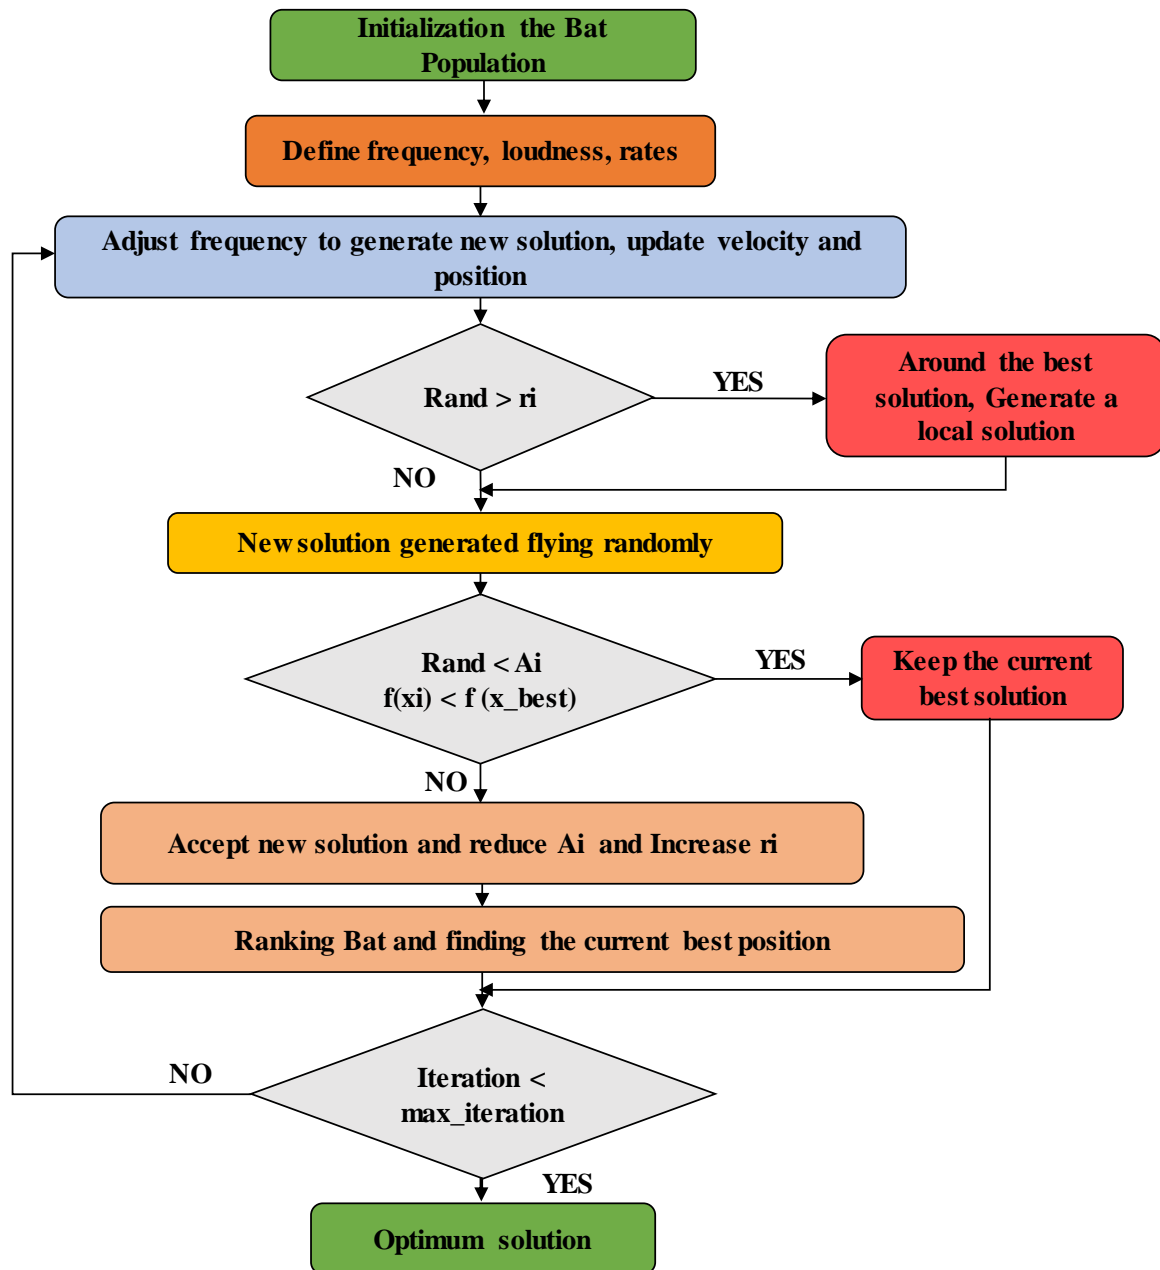 Initialization the Bat
Population
Define frequency, loudness, rates
Adjust frequency to generate new solution, update velocity and
position
Rand > ri
YES
Around the best
solution, Generate a
local solution
NO
New solution generated flying randomly
Rand < Ai
f(xi) < f (x_best)
YES
Keep the current
best solution
NO
Accept new solution and reduce Ai and Increase ri
Ranking Bat and finding the current best position
NO
Iteration <
max_iteration
YES
Optimum solution